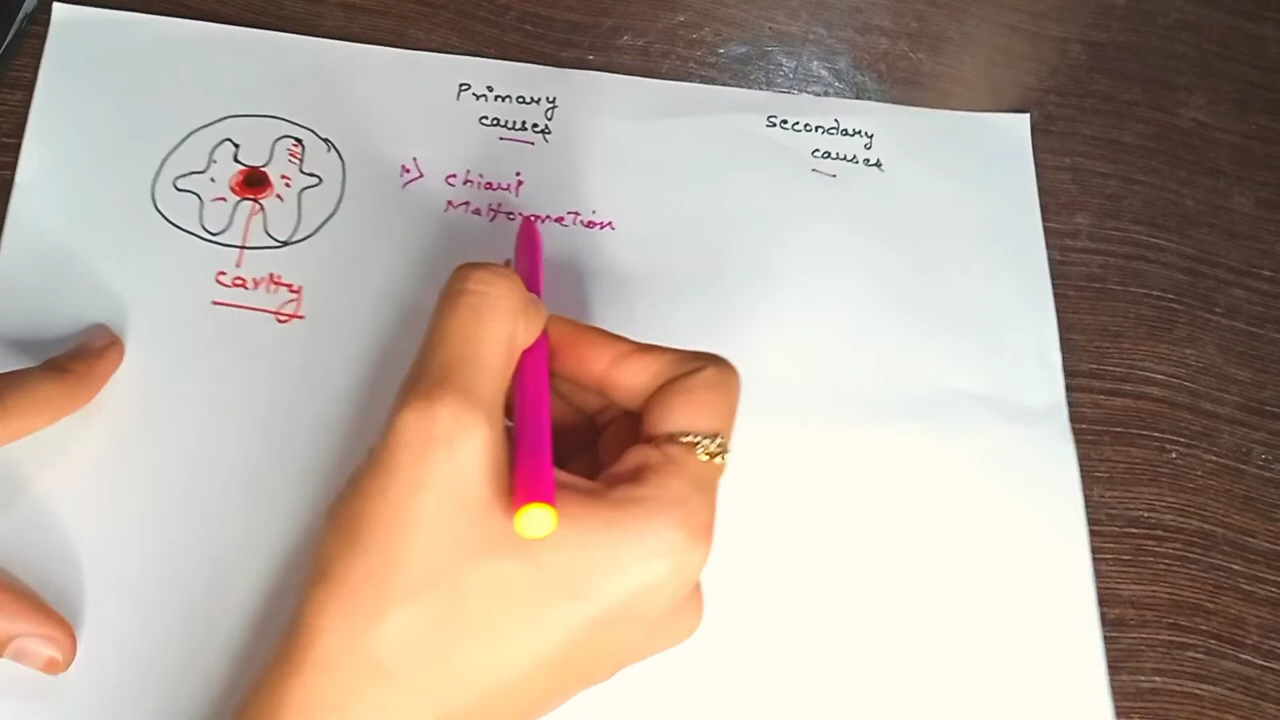 Primary
causes
Secondary
causes
1) Chiari
Malformation
cavity